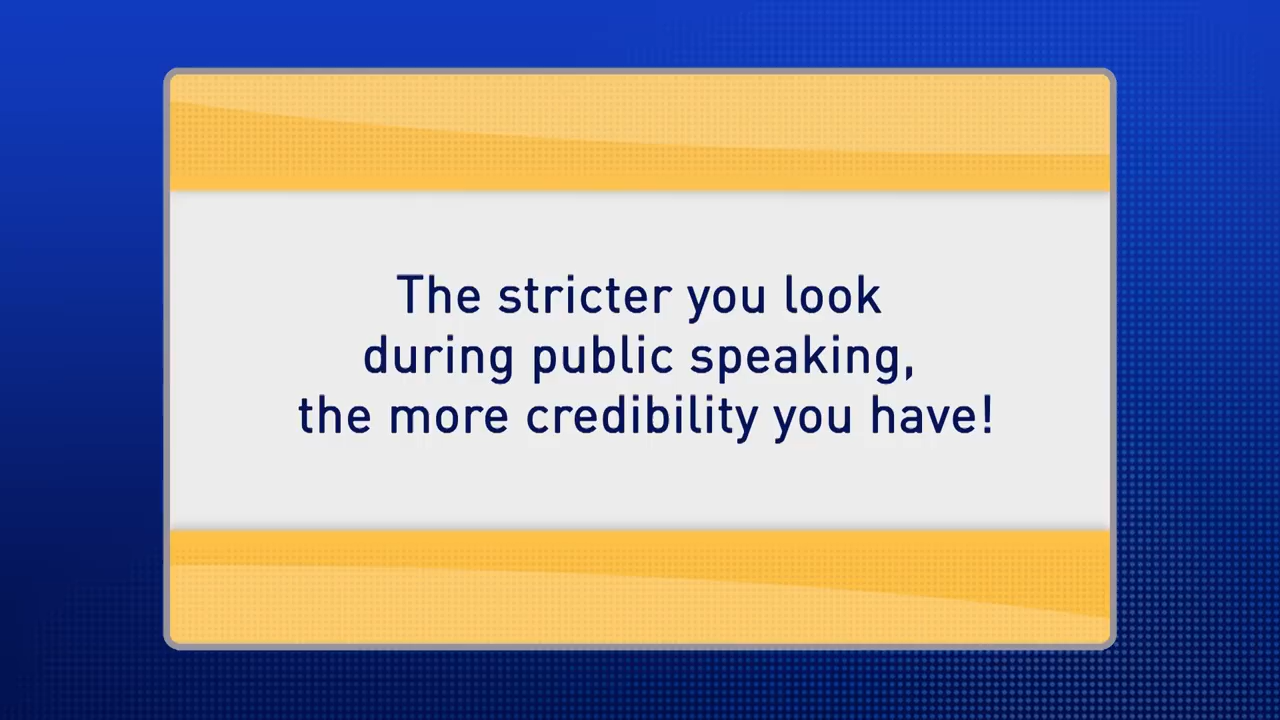 The stricter you look
during public speaking,
the more credibility you have!